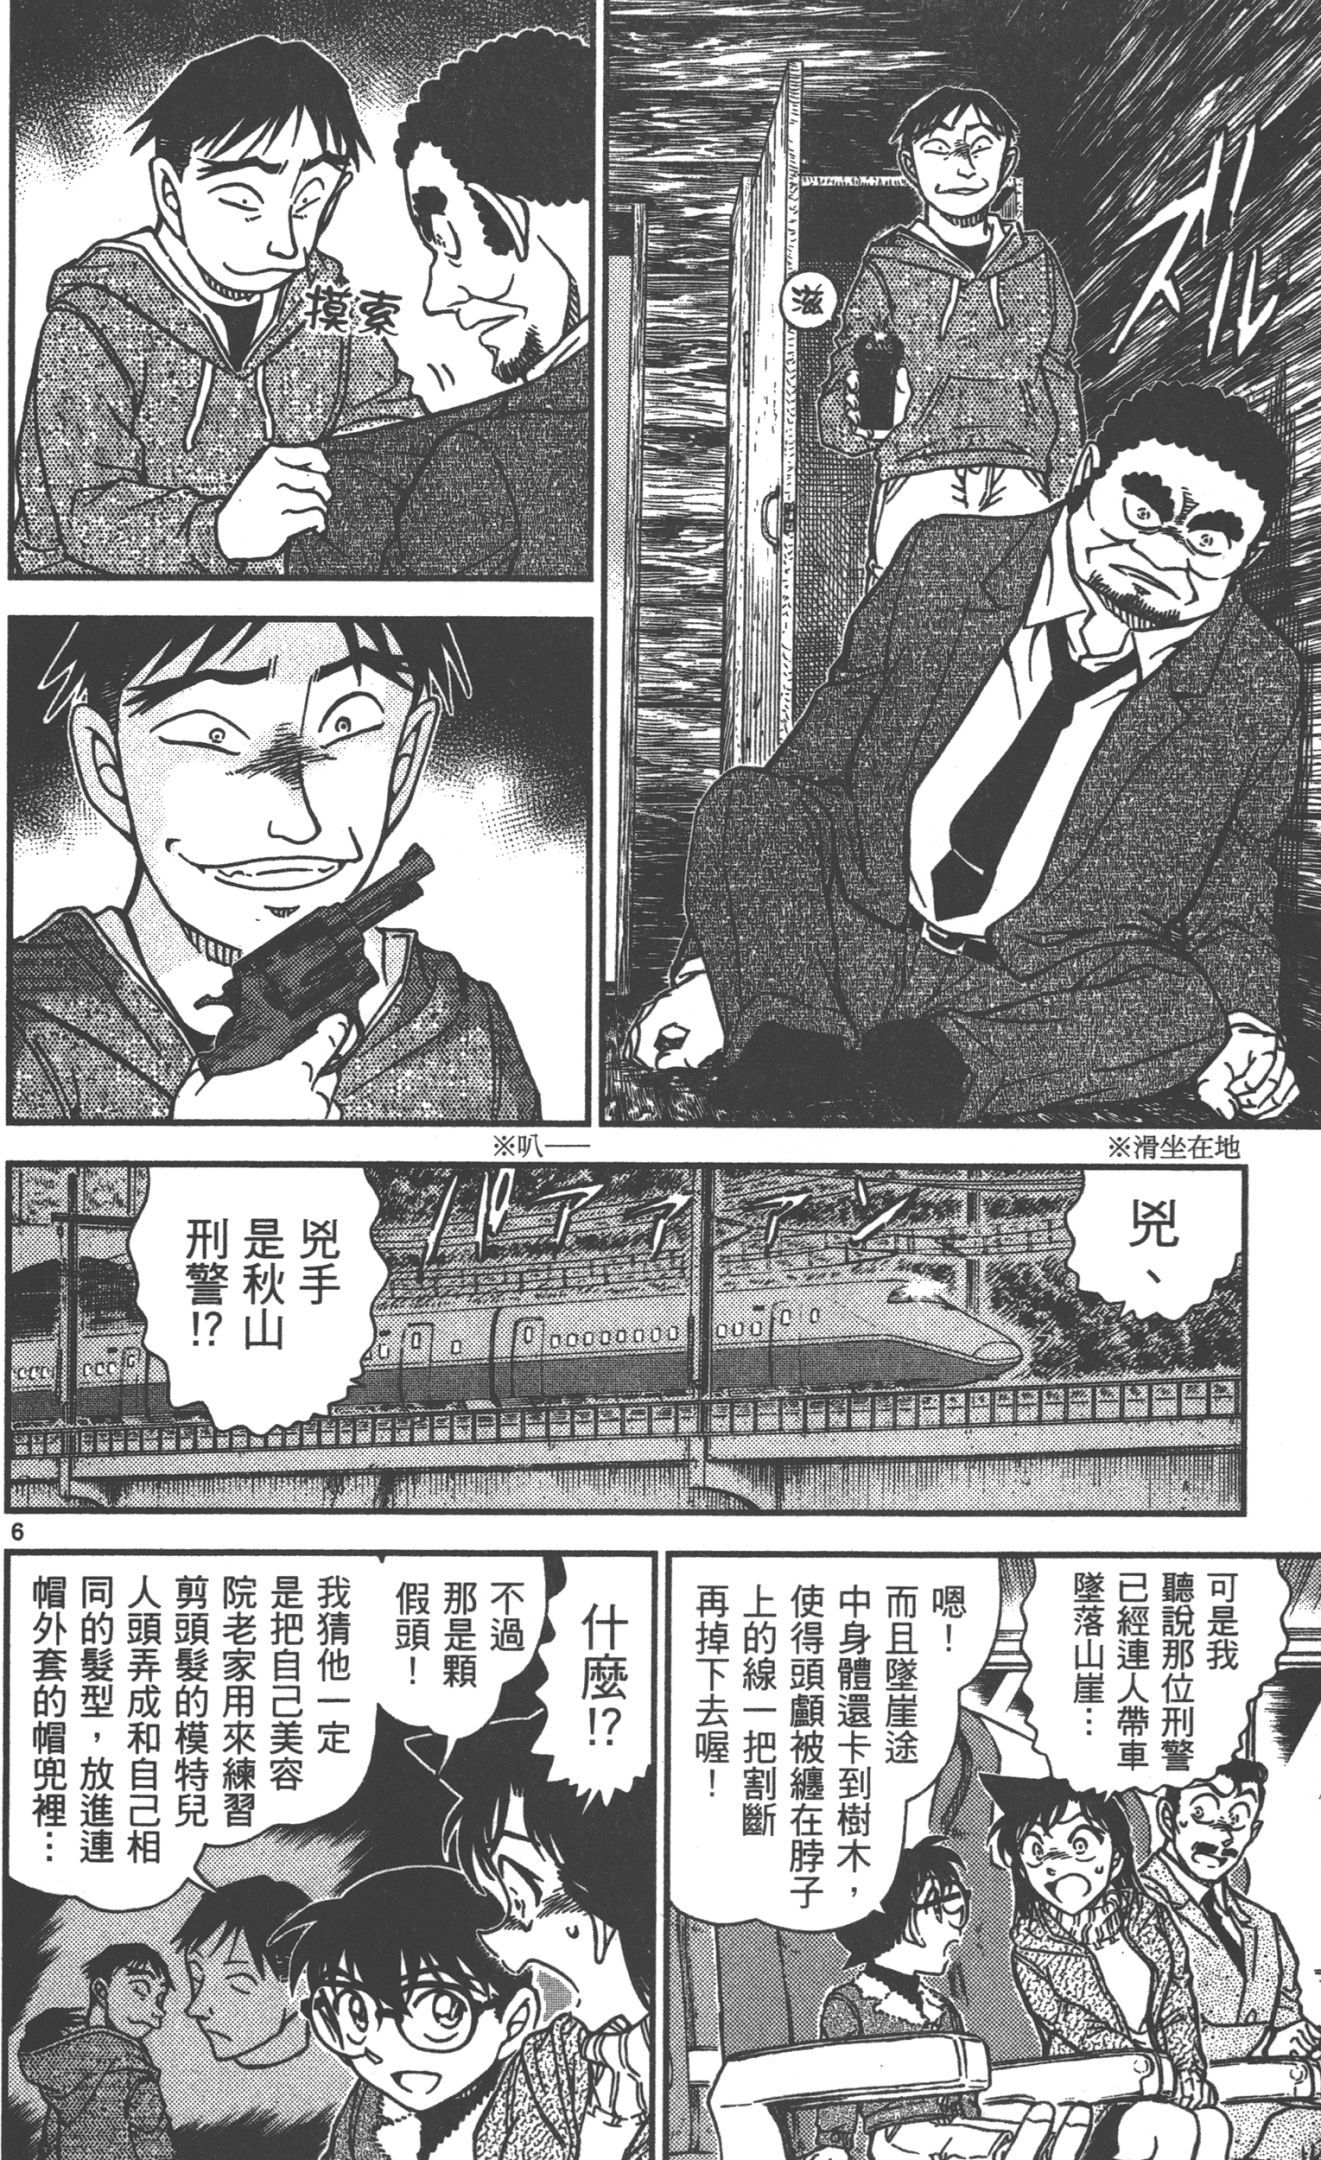 滋
ズルル
※滑坐在地
摸索
※叭──
兇、
兇手
是秋山
刑警!?
6
可是我
聽說那位刑警
已經連人帶車
墜落山崖…
嗯！
而且墜崖途
中身體還卡到樹木，
使得頭顱被纏在脖子
上的線一把割斷
再掉下去喔！
什麼!?
不過
那是顆
假頭！
我猜他一定
是把自己美容
院老家用來練習
剪頭髮的模特兒
人頭弄成和自己相
同的髮型，放進連
帽外套的帽兜裡…